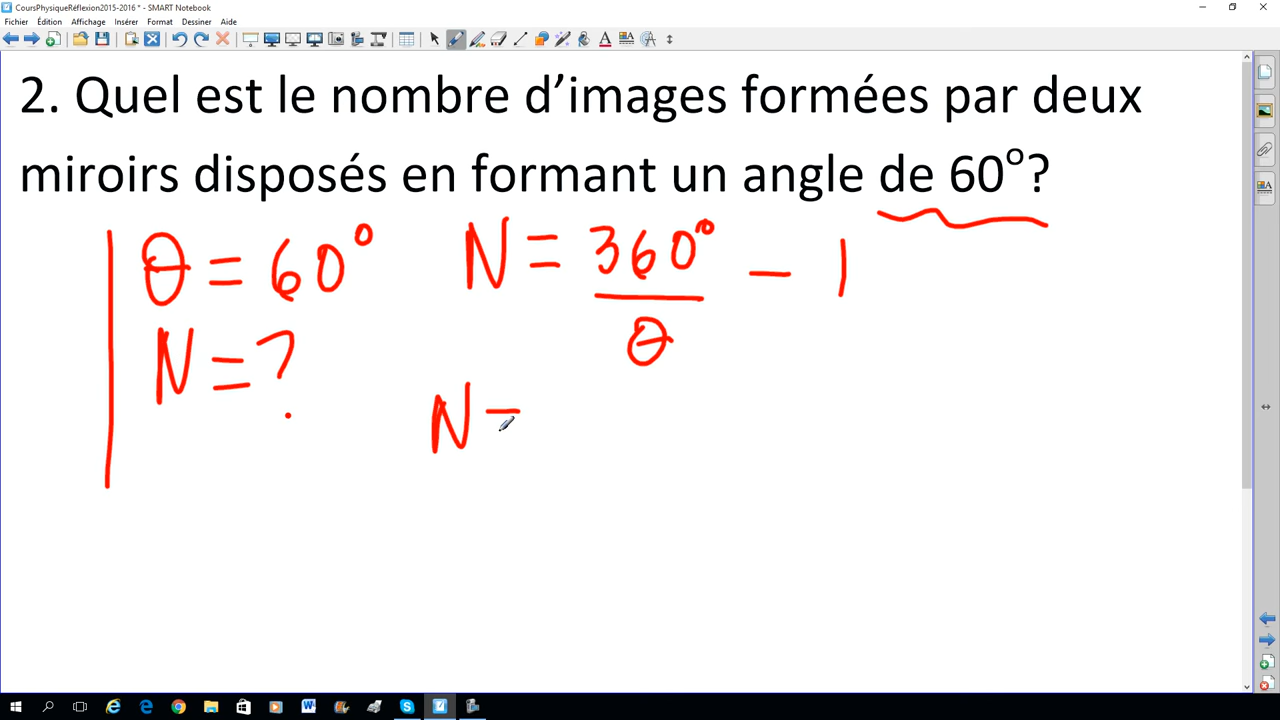 CoursPhysiqueRéflexion2015-2016 * - SMART Notebook
Fichier Édition Affichage Insérer Format Dessiner Aide
2. Quel est le nombre d’images formées par deux
miroirs disposés en formant un angle de 60°?
θ = 60° N = 360° - 1
θ
N = ?
N -